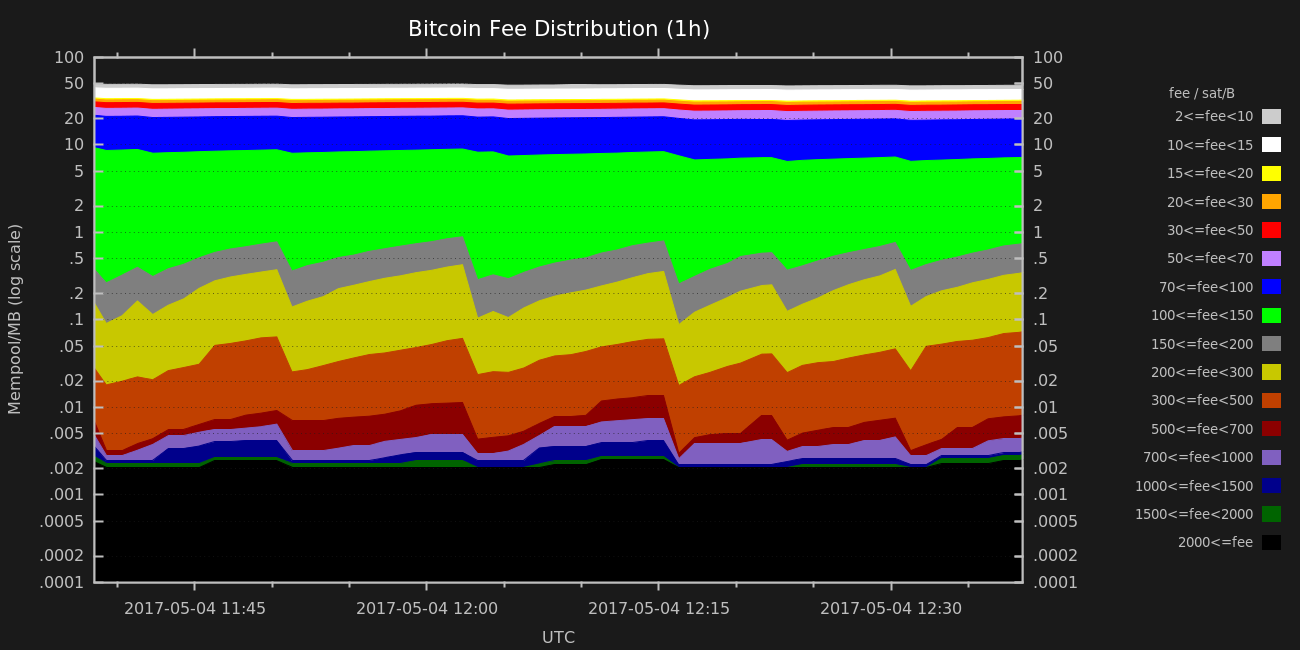 Bitcoin Fee Distribution (1h)
100
50
20
10
5
2
1
.5
.2
.1
.05
.02
.01
.005
.002
.001
.0005
.0002
.0001
Mempool/MB (log scale)
100
50
20
10
5
2
1
.5
.2
.1
.05
.02
.01
.005
.002
.001
.0005
.0002
.0001
2017-05-04 11:45
2017-05-04 12:00
2017-05-04 12:15
2017-05-04 12:30
UTC
fee / sat/B
2<=fee<10
10<=fee<15
15<=fee<20
20<=fee<30
30<=fee<50
50<=fee<70
70<=fee<100
100<=fee<150
150<=fee<200
200<=fee<300
300<=fee<500
500<=fee<700
700<=fee<1000
1000<=fee<1500
1500<=fee<2000
2000<=fee